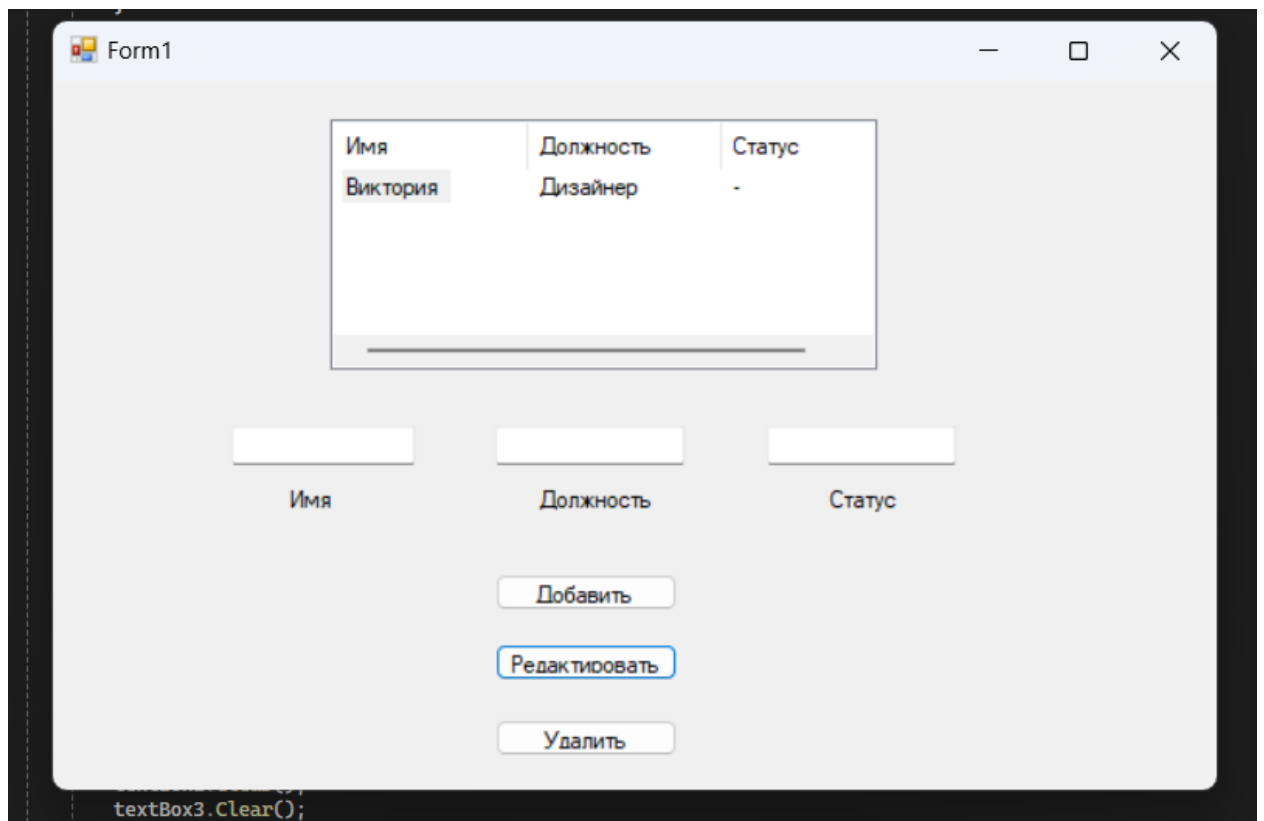 Form1
Имя Должность Статус
Виктория Дизайнер -
Имя Должность Статус
Добавить
Редактировать
Удалить
textBox3.Clear();